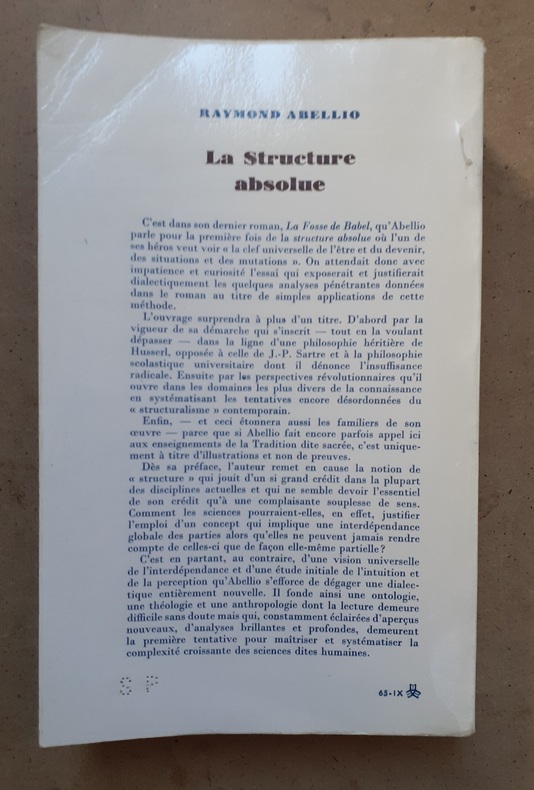 RAYMOND ABELLIO
La Structure
absolue
C'est dans son dernier roman, La Fosse de Babel, qu'Abellio
parle pour la première fois de la structure absolue où l'un de
ses héros veut voir « la clef universelle de l'être et du devenir,
des situations et des mutations ». On attendait donc avec
impatience et curiosité l'essai qui exposerait et justifierait
dialectiquement les quelques analyses pénétrantes données
dans le roman au titre de simples applications de cette
méthode.
L'ouvrage surprendra à plus d'un titre. D'abord par la
vigueur de sa démarche qui s'inscrit — tout en la voulant
dépasser — dans la ligne d'une philosophie héritière de
Husserl, opposée à celle de J.-P. Sartre et à la philosophie
scolastique universitaire dont il dénonce l'insuffisance
radicale. Ensuite par les perspectives révolutionnaires qu'il
ouvre dans les domaines les plus divers de la connaissance
en systématisant les tentatives encore désordonnées du
« structuralisme » contemporain.
Enfin, — et ceci étonnera aussi les familiers de son
œuvre — parce que si Abellio fait encore parfois appel ici
aux enseignements de la Tradition dite sacrée, c'est unique-
ment à titre d'illustrations et non de preuves.
Dès sa préface, l'auteur remet en cause la notion de
« structure » qui jouit d'un si grand crédit dans la plupart
des disciplines actuelles et qui ne semble devoir l'essentiel
de son crédit qu'à une complaisante souplesse de sens.
Comment les sciences pourraient-elles, en effet, justifier
l'emploi d'un concept qui implique une interdépendance
globale des parties alors qu'elles ne peuvent jamais rendre
compte de celles-ci que de façon elle-même partielle?
C'est en partant, au contraire, d'une vision universelle
de l'interdépendance et d'une étude initiale de l'intuition et
de la perception qu'Abellio s'efforce de dégager une dialec-
tique entièrement nouvelle. Il fonde ainsi une ontologie,
une théologie et une anthropologie dont la lecture demeure
difficile sans doute mais qui, constamment éclairées d'aperçus
nouveaux, d'analyses brillantes et profondes, demeurent
la première tentative pour maîtriser et systématiser la
complexité croissante des sciences dites humaines.
S P
65-IX